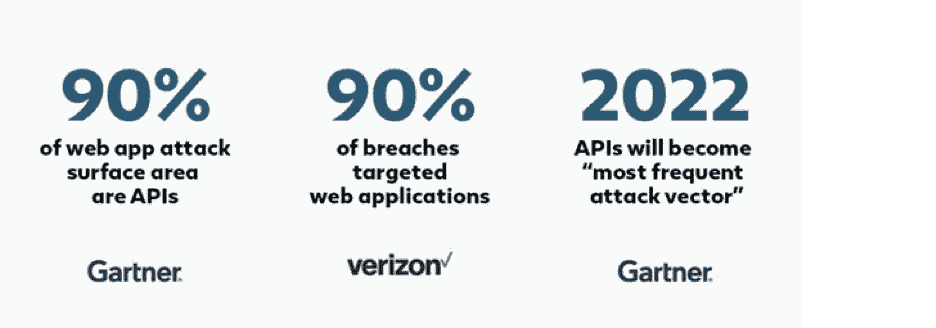 90%
of web app attack
surface area
are APIs
Gartner.
90%
of breaches
targeted
web applications
verizon✓
2022
APIs will become
“most frequent
attack vector”
Gartner.